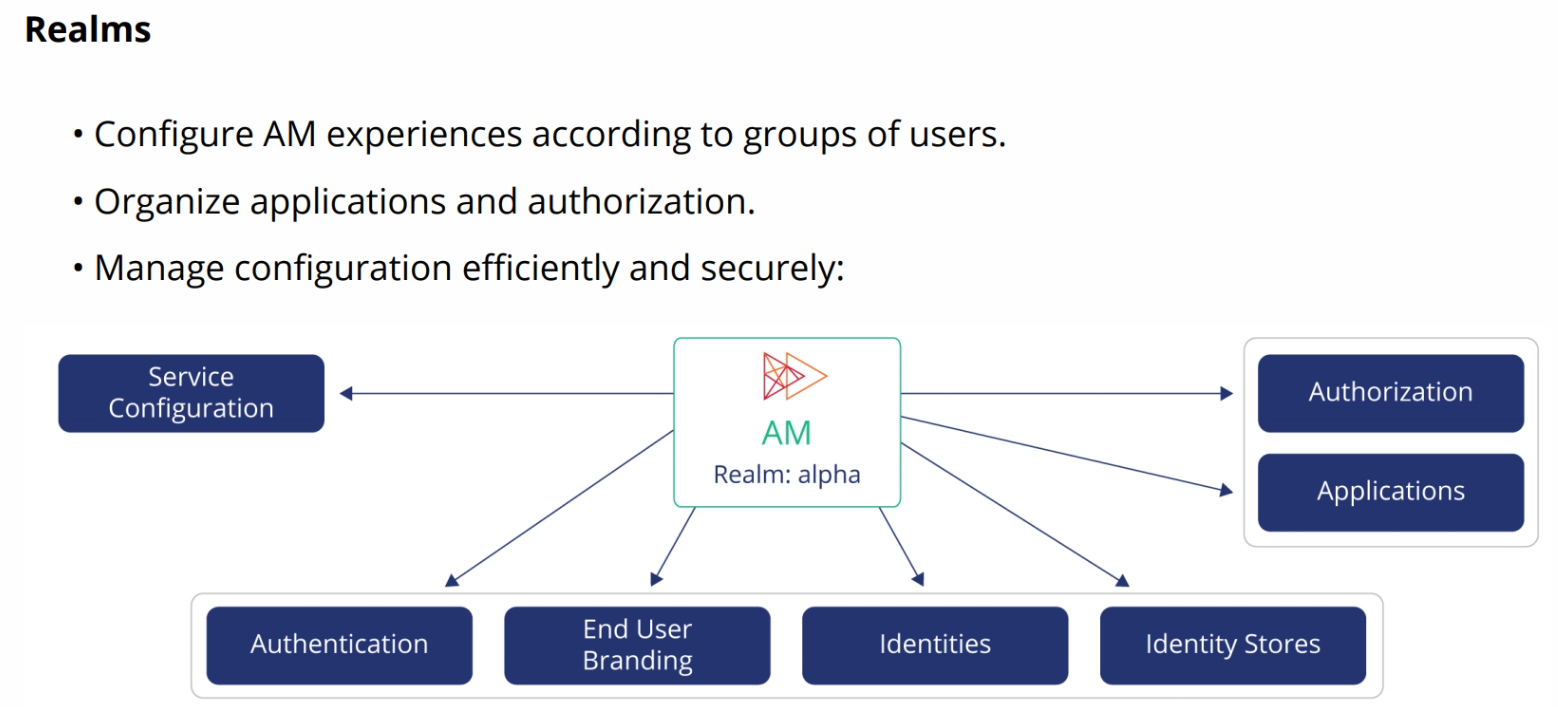 Realms
• Configure AM experiences according to groups of users.
• Organize applications and authorization.
• Manage configuration efficiently and securely:
Service
Configuration
AM
Realm: alpha
Authorization
Applications
Authentication
End User
Branding
Identities
Identity Stores